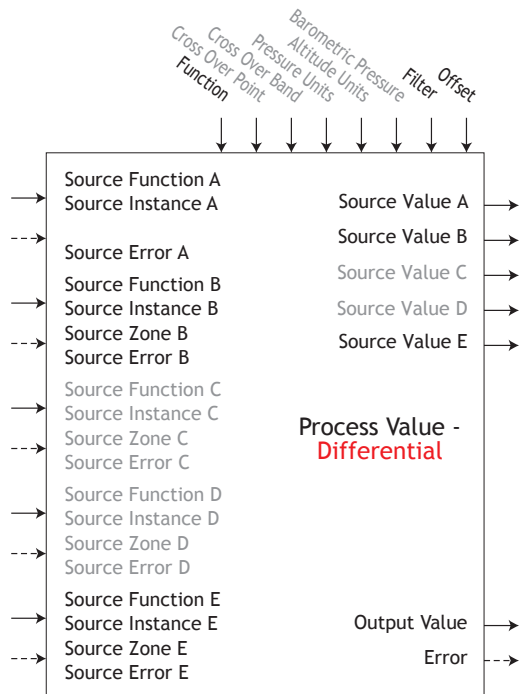 Function
Cross Over Point
Cross Over Band
Pressure Units
Altitude Units
Barometric Pressure
Filter
Offset
Source Function A
Source Instance A
Source Error A
Source Function B
Source Instance B
Source Zone B
Source Error B
Source Function C
Source Instance C
Source Zone C
Source Error C
Source Function D
Source Instance D
Source Zone D
Source Error D
Source Function E
Source Instance E
Source Zone E
Source Error E
Source Value A
Source Value B
Source Value C
Source Value D
Source Value E
Process Value -
Differential
Output Value
Error